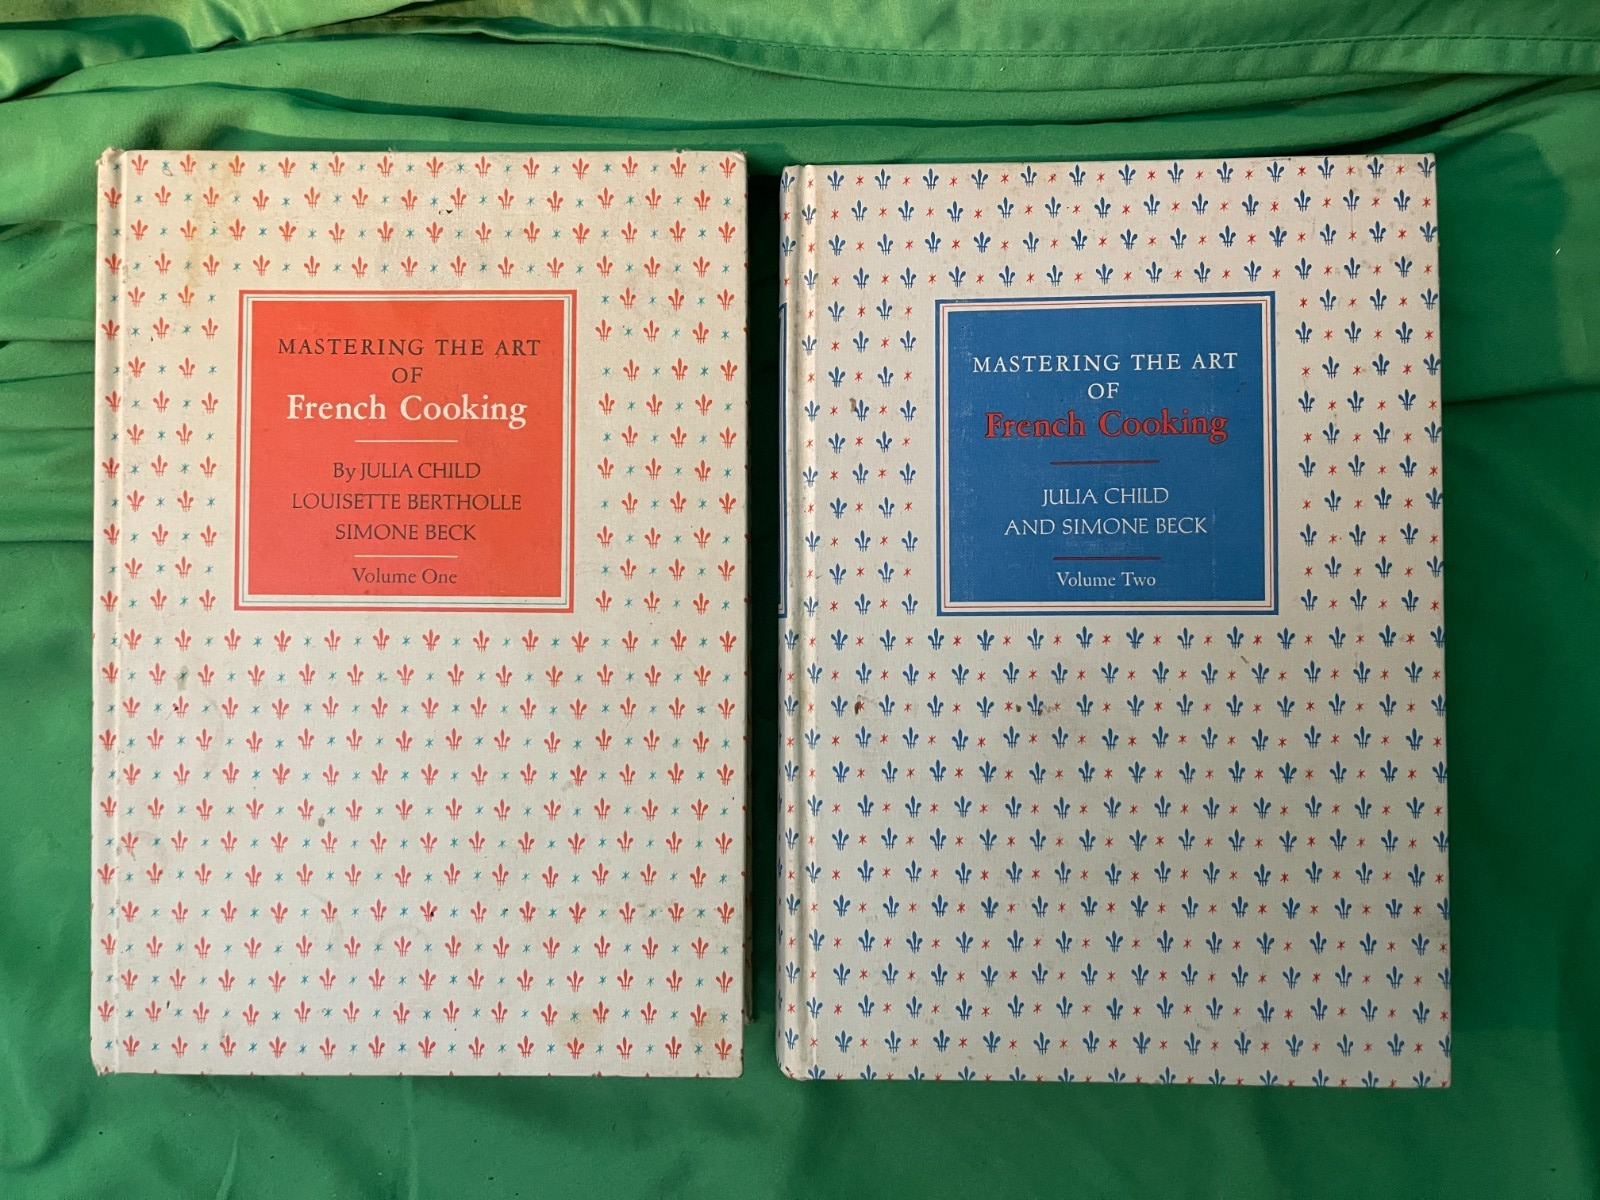 MASTERING THE ART
OF
French Cooking
By JULIA CHILD
LOUISETTE BERTHOLLE
SIMONE BECK
Volume One
MASTERING THE ART
OF
French Cooking
JULIA CHILD
AND SIMONE BECK
Volume Two